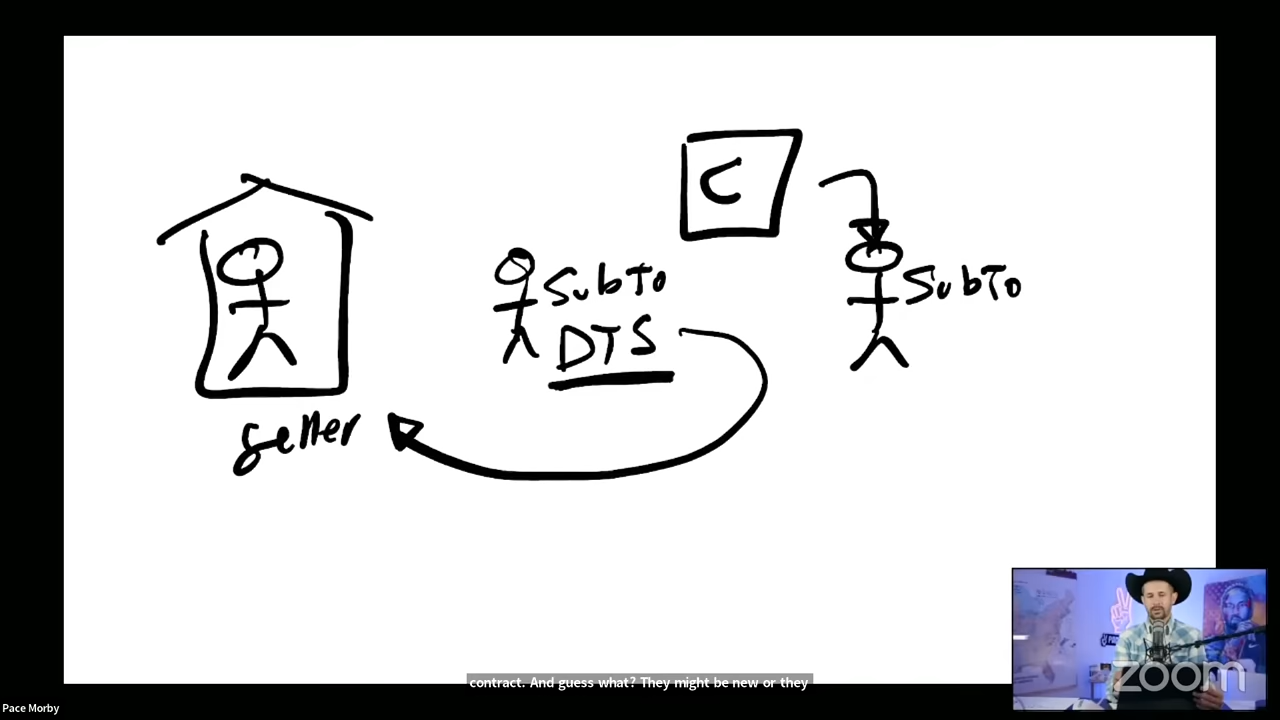 C
SubTo
SubTo
DTS
seller
zoom
contract. And guess what? They might be new or they
Pace Morby